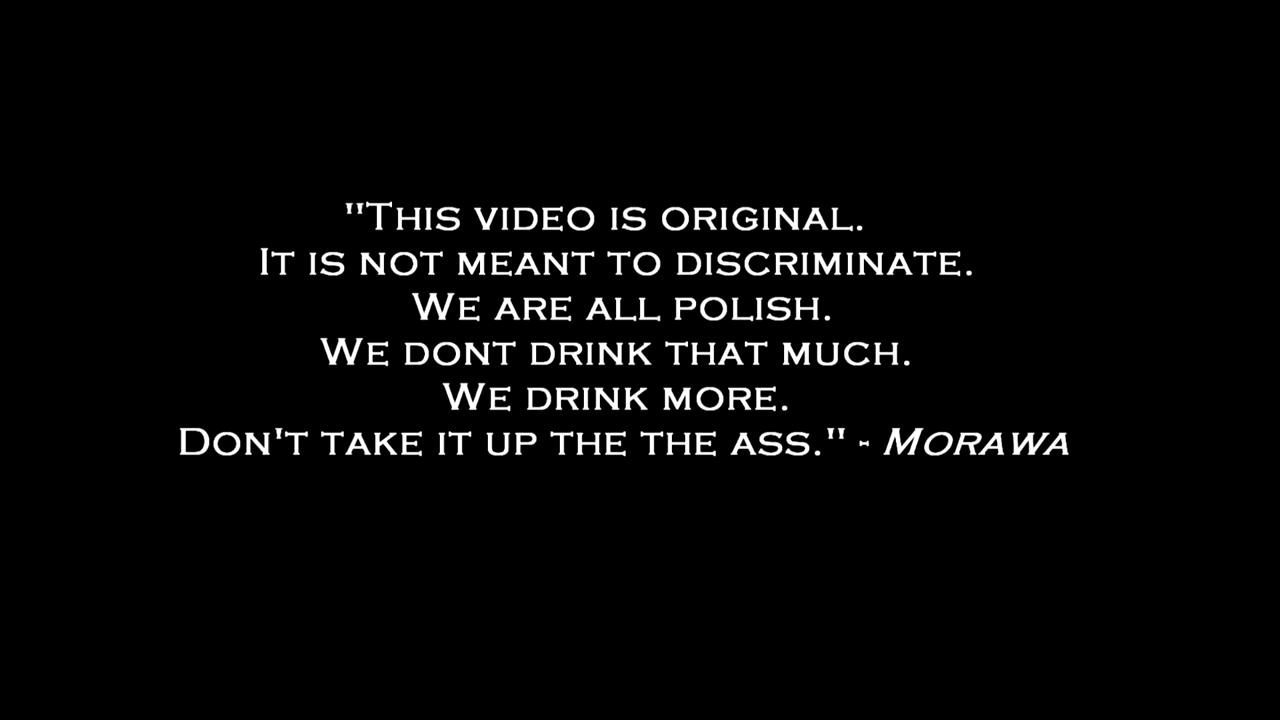 "This video is original.
It is not meant to discriminate.
We are all polish.
We dont drink that much.
We drink more.
Don't take it up the the ass." - Morawa